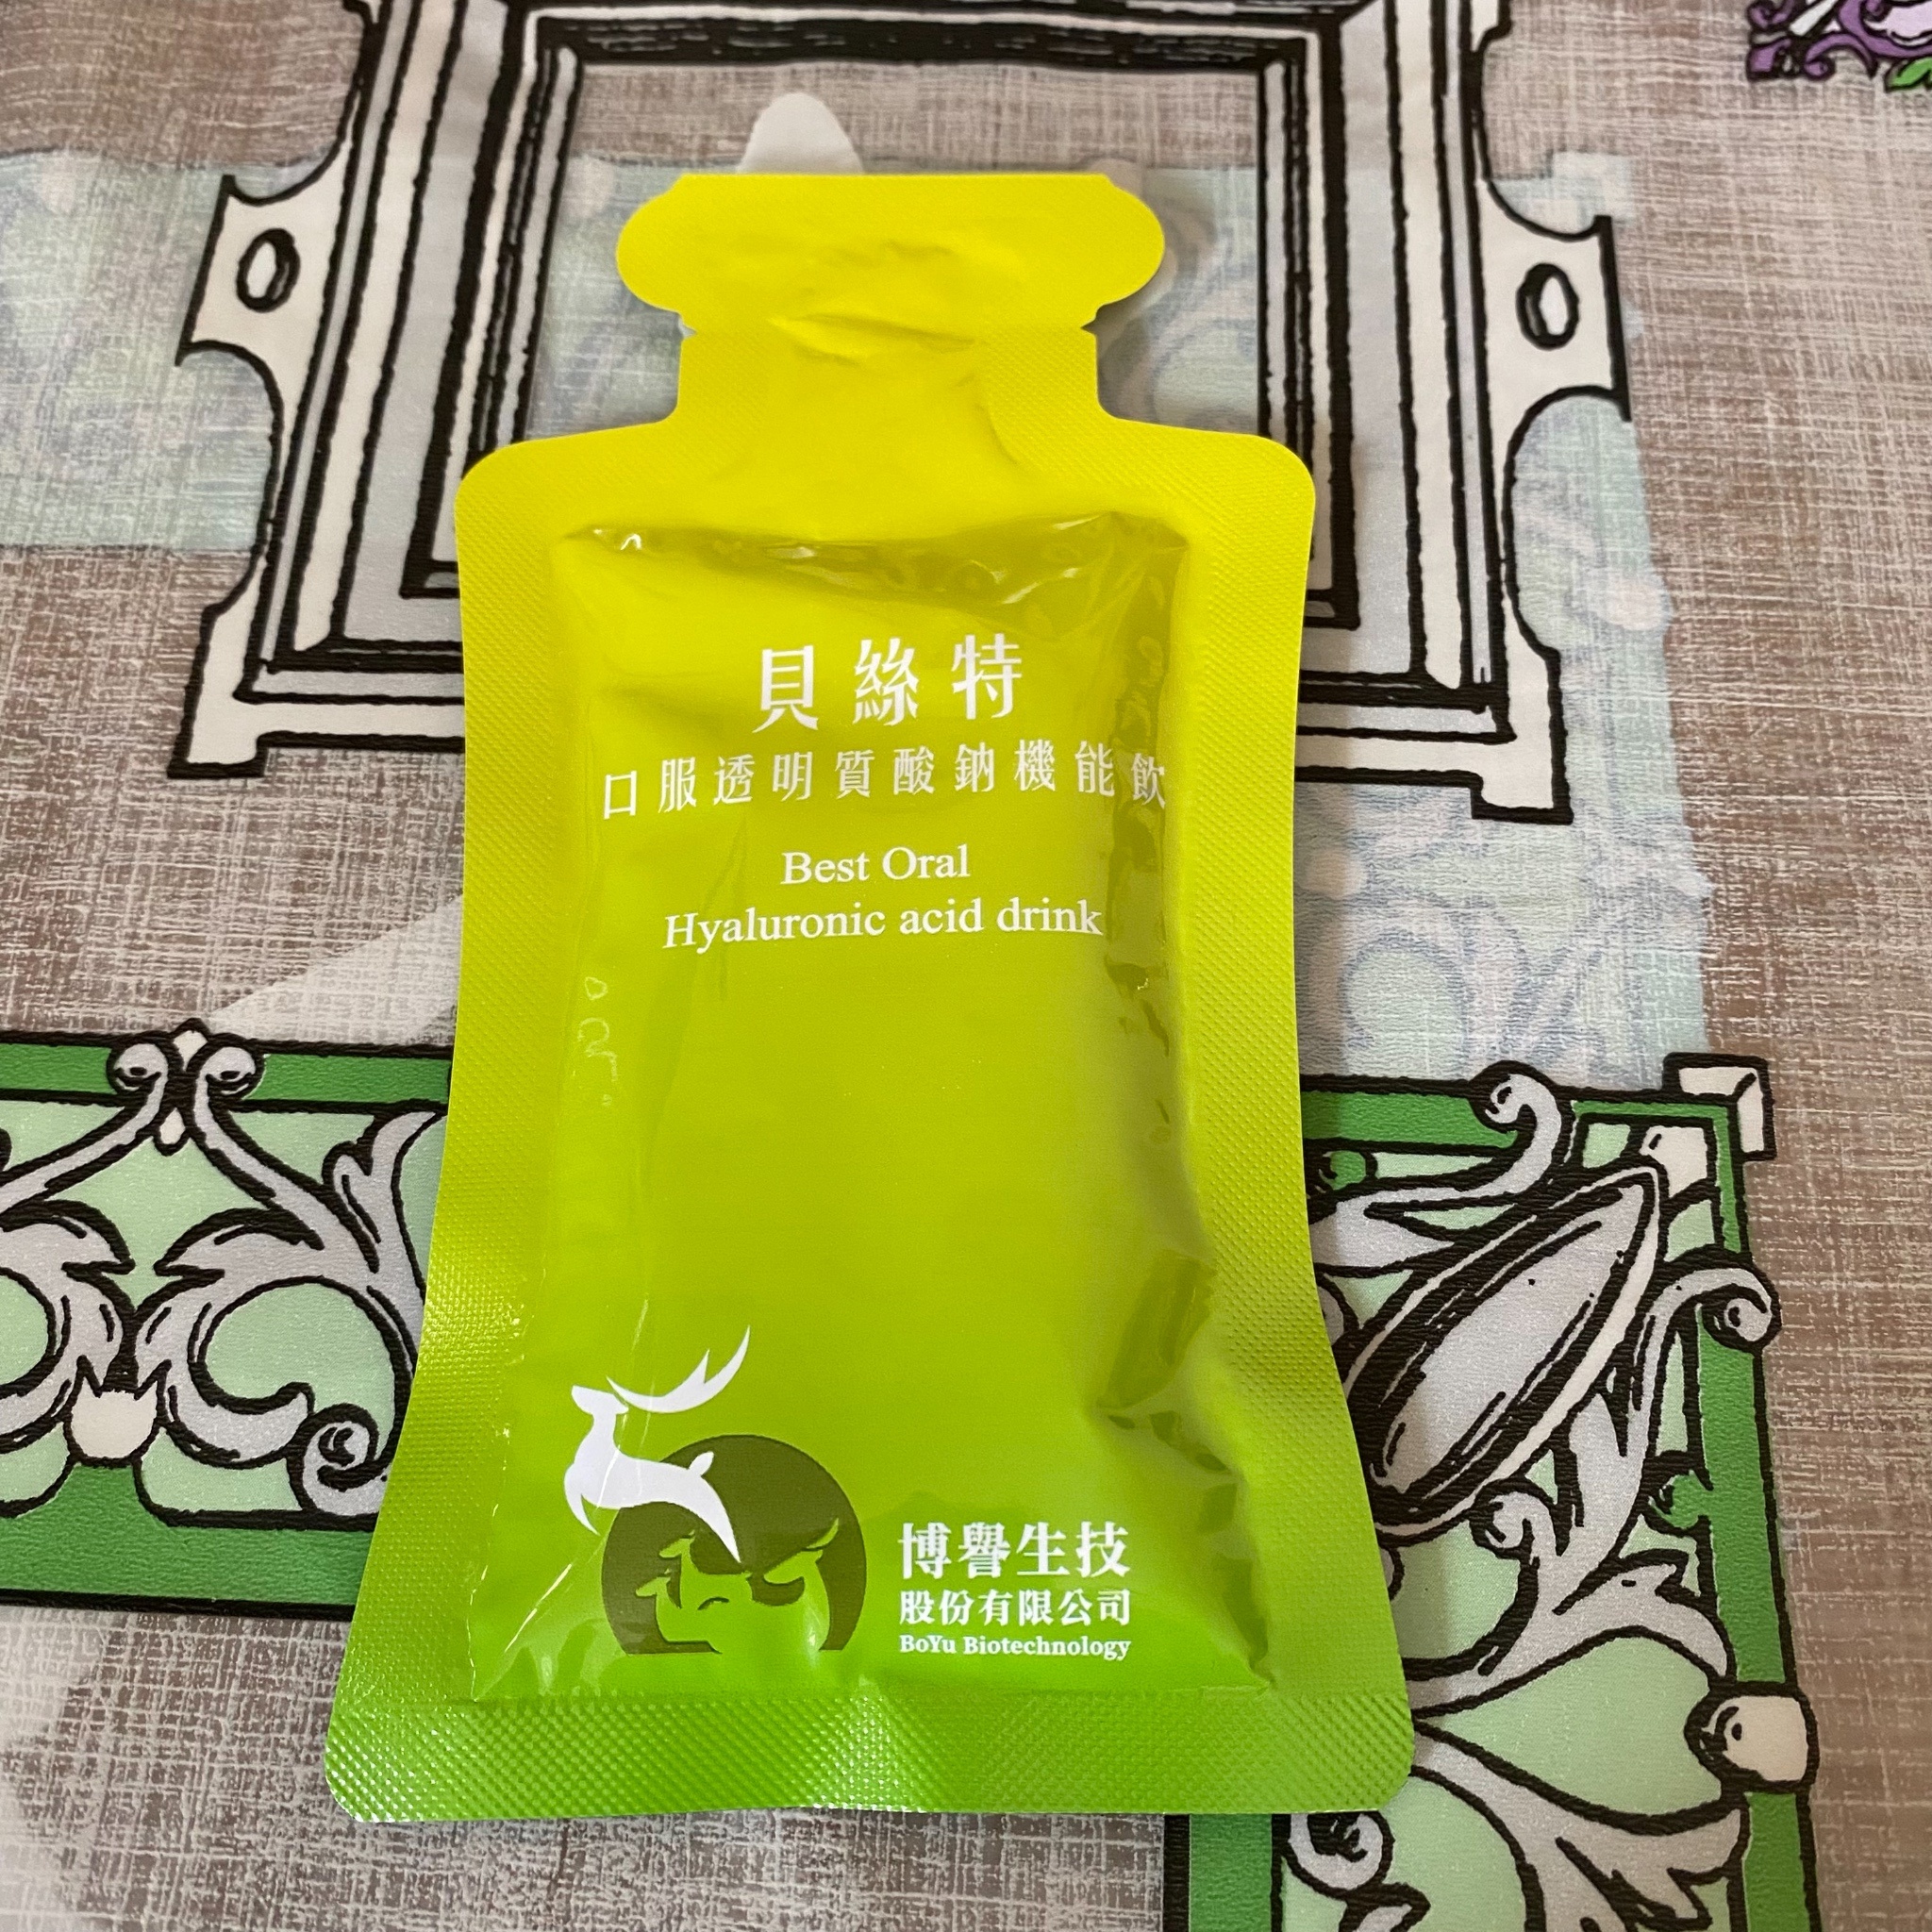 貝絲特
口服透明質酸鈉機能飲
Best Oral
Hyaluronic acid drink
博譽生技
股份有限公司
BoYu Biotechnology